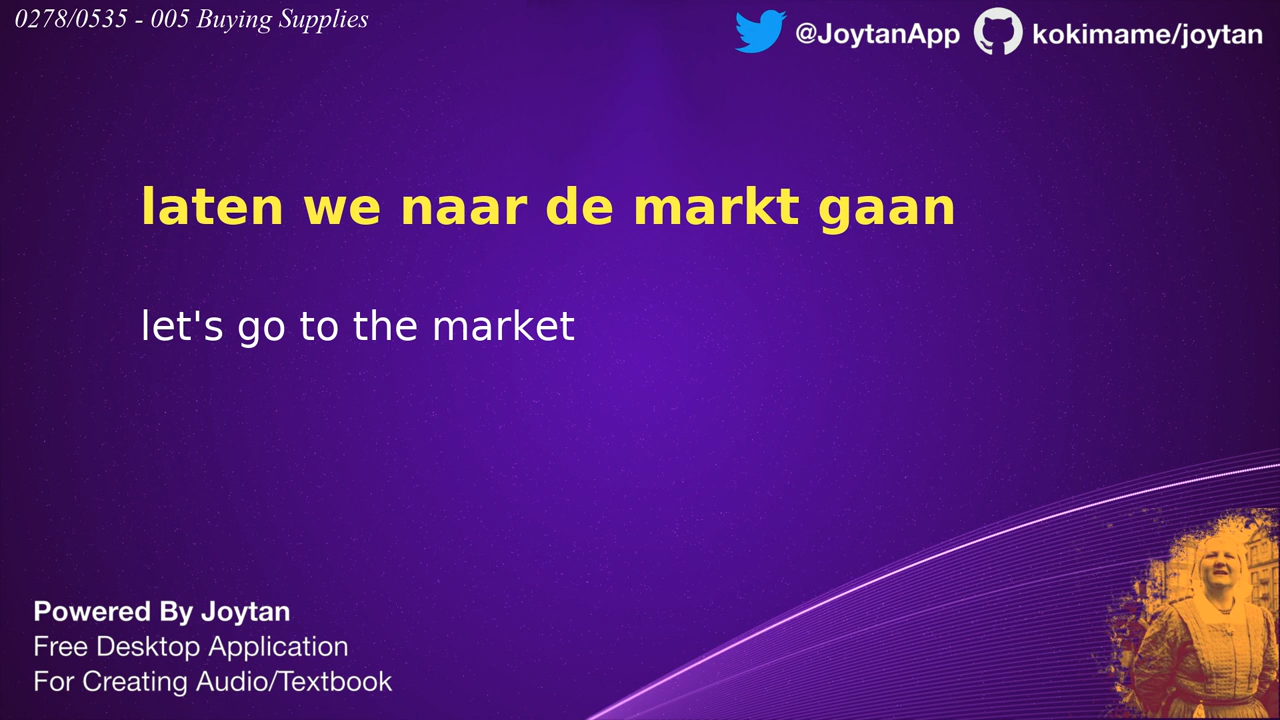 0278/0535 - 005 Buying Supplies
@JoytanApp kokimame/joytan
laten we naar de markt gaan
let's go to the market
Powered By Joytan
Free Desktop Application
For Creating Audio/Textbook